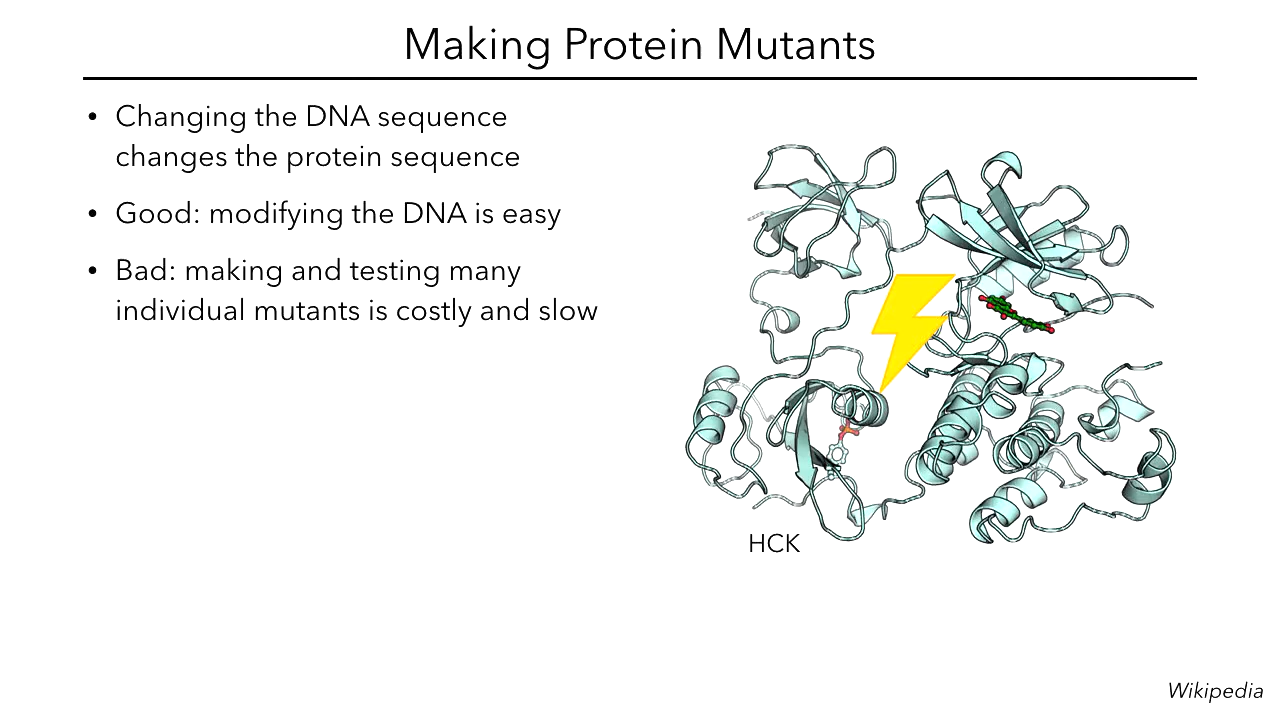 Making Protein Mutants
• Changing the DNA sequence
changes the protein sequence
• Good: modifying the DNA is easy
• Bad: making and testing many
individual mutants is costly and slow
HCK
Wikipedia